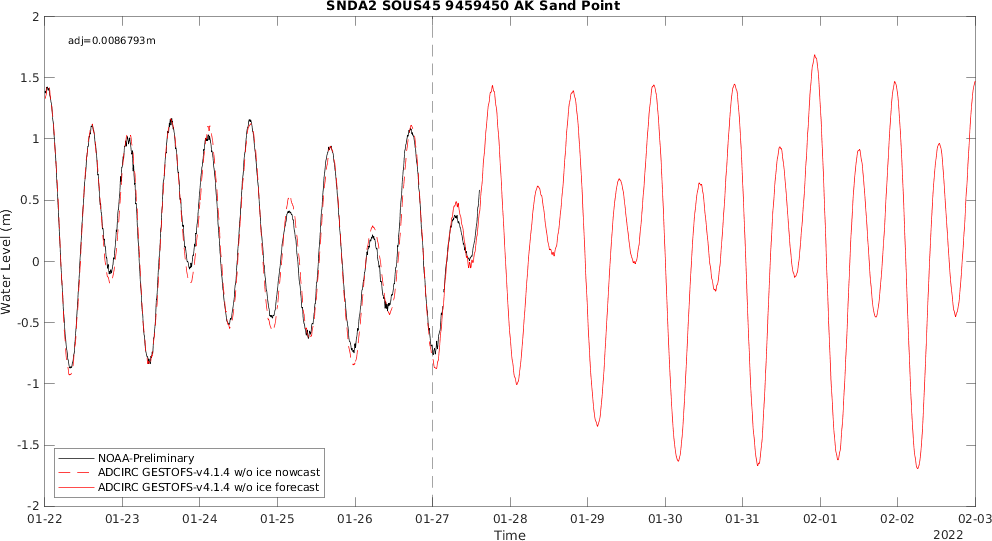 SNDA2 SOUS45 9459450 AK Sand Point
adj=0.0086793m
Water Level (m)
2
1.5
1
0.5
0
-0.5
-1
-1.5
-2
NOAA-Preliminary
ADCIRC GESTOFS-v4.1.4 w/o ice nowcast
ADCIRC GESTOFS-v4.1.4 w/o ice forecast
01-22 01-23 01-24 01-25 01-26 01-27 01-28 01-29 01-30 01-31 02-01 02-02 02-03
Time
2022